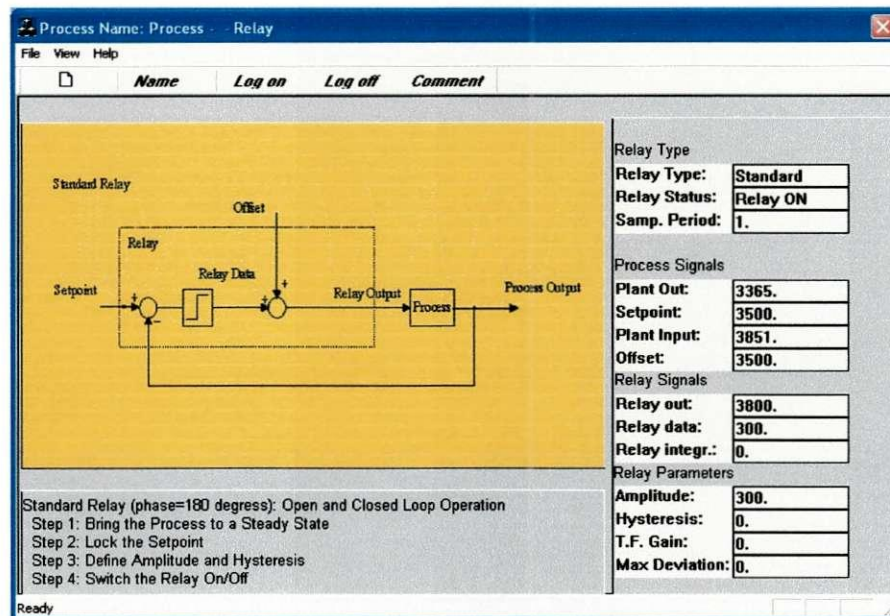 Process Name: Process - - Relay
File View Help
Name Log on Log off Comment
Standard Relay
Offset
Relay
Relay Data
Setpoint
Relay Output
Process
Process Output
+
-
+
+
Relay Type
Relay Type: Standard
Relay Status: Relay ON
Samp. Period: 1.
Process Signals
Plant Out: 3365.
Setpoint: 3500.
Plant Input: 3851.
Offset: 3500.
Relay Signals
Relay out: 3800.
Relay data: 300.
Relay integr.: 0.
Relay Parameters
Amplitude: 300.
Hysteresis: 0.
T.F. Gain: 0.
Max Deviation: 0.
Standard Relay (phase=180 degress): Open and Closed Loop Operation
Step 1: Bring the Process to a Steady State
Step 2: Lock the Setpoint
Step 3: Define Amplitude and Hysteresis
Step 4: Switch the Relay On/Off
Ready